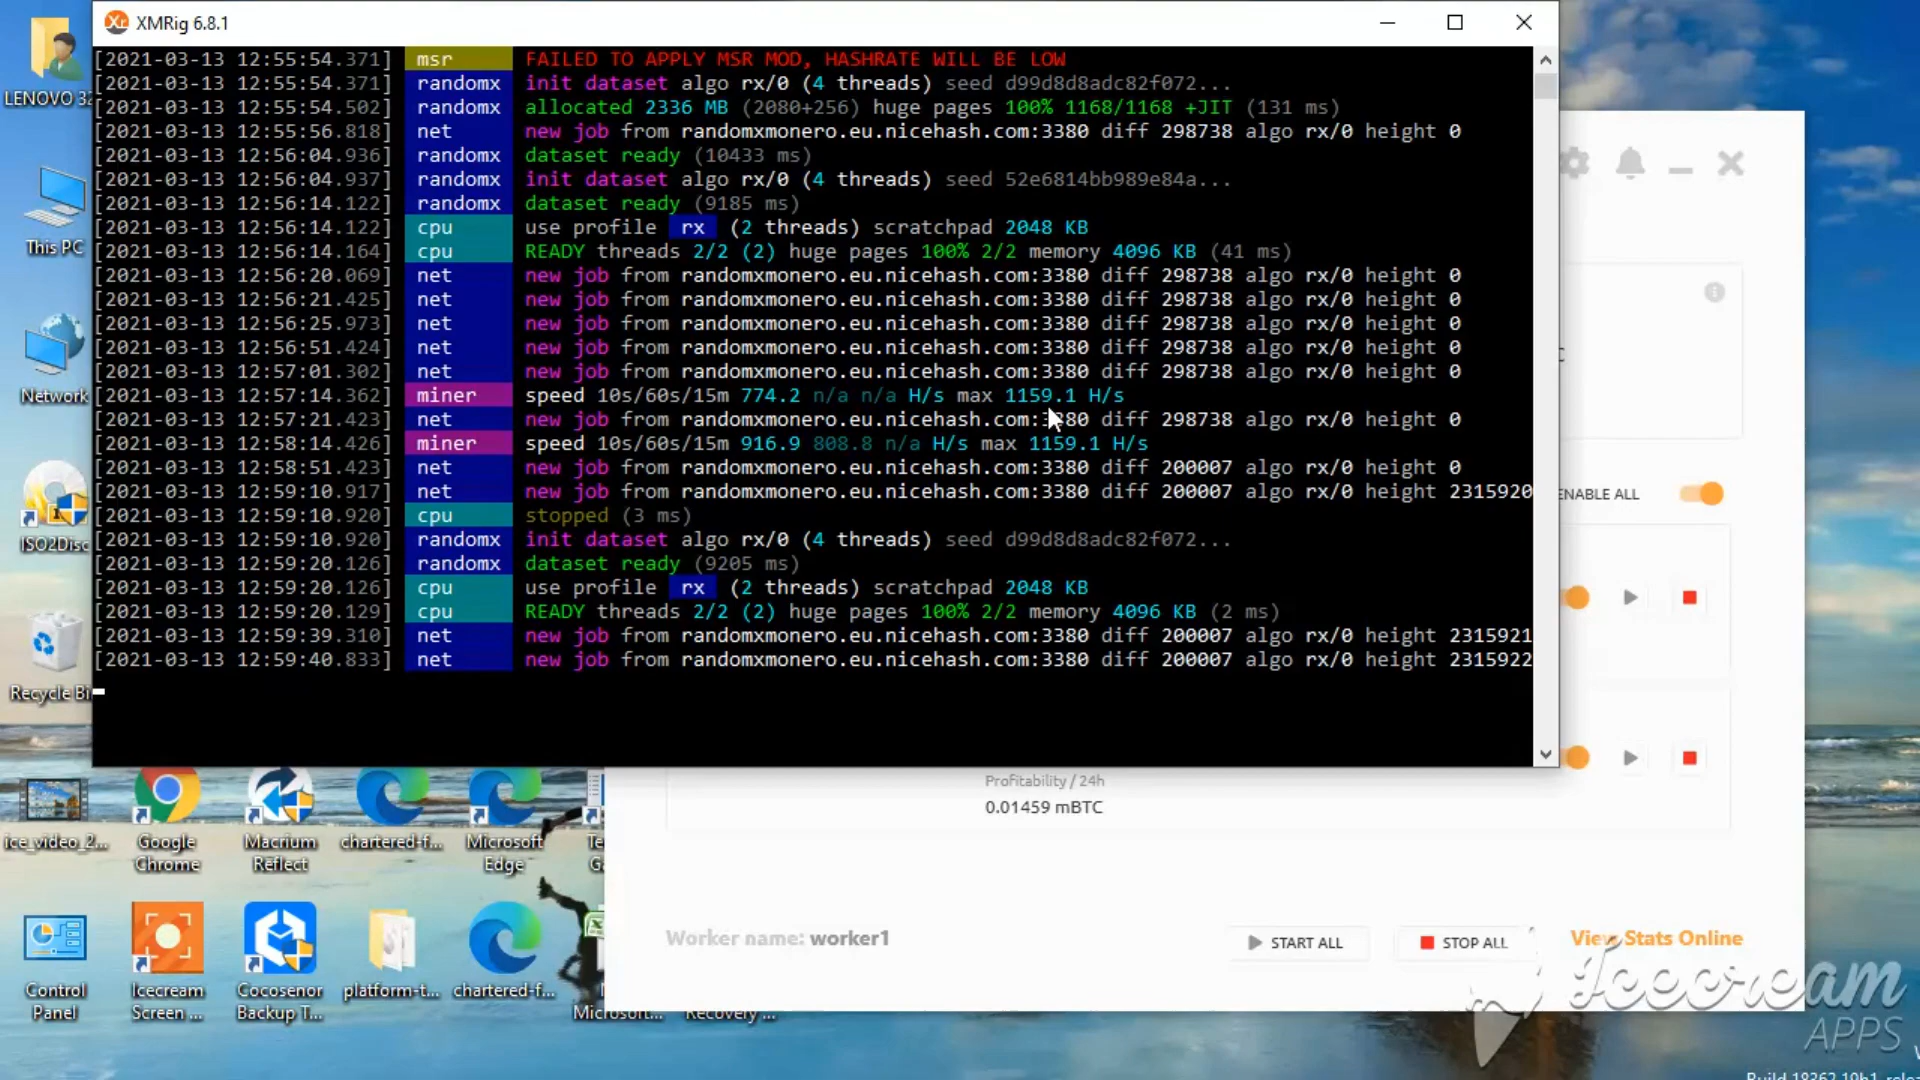 XMRig 6.8.1
[2021-03-13 12:55:54.371] msr FAILED TO APPLY MSR MOD, HASHRATE WILL BE LOW
[2021-03-13 12:55:54.371] randomx init dataset algo rx/0 (4 threads) seed d99d8d8adc82f072...
[2021-03-13 12:55:54.502] randomx allocated 2336 MB (2080+256) huge pages 100% 1168/1168 +JIT (131 ms)
[2021-03-13 12:55:56.818] net new job from randomxmonero.eu.nicehash.com:3380 diff 298738 algo rx/0 height 0
[2021-03-13 12:56:04.936] randomx dataset ready (10433 ms)
[2021-03-13 12:56:04.937] randomx init dataset algo rx/0 (4 threads) seed 52e6814bb989e84a...
[2021-03-13 12:56:14.122] randomx dataset ready (9185 ms)
[2021-03-13 12:56:14.122] cpu use profile rx (2 threads) scratchpad 2048 KB
[2021-03-13 12:56:14.164] cpu READY threads 2/2 (2) huge pages 100% 2/2 memory 4096 KB (41 ms)
[2021-03-13 12:56:20.069] net new job from randomxmonero.eu.nicehash.com:3380 diff 298738 algo rx/0 height 0
[2021-03-13 12:56:21.425] net new job from randomxmonero.eu.nicehash.com:3380 diff 298738 algo rx/0 height 0
[2021-03-13 12:56:25.973] net new job from randomxmonero.eu.nicehash.com:3380 diff 298738 algo rx/0 height 0
[2021-03-13 12:56:51.424] net new job from randomxmonero.eu.nicehash.com:3380 diff 298738 algo rx/0 height 0
[2021-03-13 12:57:01.302] net new job from randomxmonero.eu.nicehash.com:3380 diff 298738 algo rx/0 height 0
[2021-03-13 12:57:14.362] miner speed 10s/60s/15m 774.2 n/a n/a H/s max 1159.1 H/s
[2021-03-13 12:57:21.423] net new job from randomxmonero.eu.nicehash.com:3380 diff 298738 algo rx/0 height 0
[2021-03-13 12:58:14.426] miner speed 10s/60s/15m 916.9 808.8 n/a H/s max 1159.1 H/s
[2021-03-13 12:58:51.423] net new job from randomxmonero.eu.nicehash.com:3380 diff 200007 algo rx/0 height 0
[2021-03-13 12:59:10.917] net new job from randomxmonero.eu.nicehash.com:3380 diff 200007 algo rx/0 height 2315920
[2021-03-13 12:59:10.920] cpu stopped (3 ms)
[2021-03-13 12:59:10.920] randomx init dataset algo rx/0 (4 threads) seed d99d8d8adc82f072...
[2021-03-13 12:59:20.126] randomx dataset ready (9205 ms)
[2021-03-13 12:59:20.126] cpu use profile rx (2 threads) scratchpad 2048 KB
[2021-03-13 12:59:20.129] cpu READY threads 2/2 (2) huge pages 100% 2/2 memory 4096 KB (2 ms)
[2021-03-13 12:59:39.310] net new job from randomxmonero.eu.nicehash.com:3380 diff 200007 algo rx/0 height 2315921
[2021-03-13 12:59:40.833] net new job from randomxmonero.eu.nicehash.com:3380 diff 200007 algo rx/0 height 2315922
LENOVO 32
This PC
Network
ISO2Disc
Recycle Bi
ENABLE ALL
Profitability / 24h
0.01459 mBTC
Worker name: worker1
START ALL
STOP ALL
View Stats Online
ice_video_2...
Google
Chrome
Macrium
Reflect
chartered-f...
Microsoft
Edge
Control
Panel
Icecream
Screen ...
Cocosenor
Backup T...
platform-t...
chartered-f...
Microsoft...
Recovery ...
Icecream
APPS